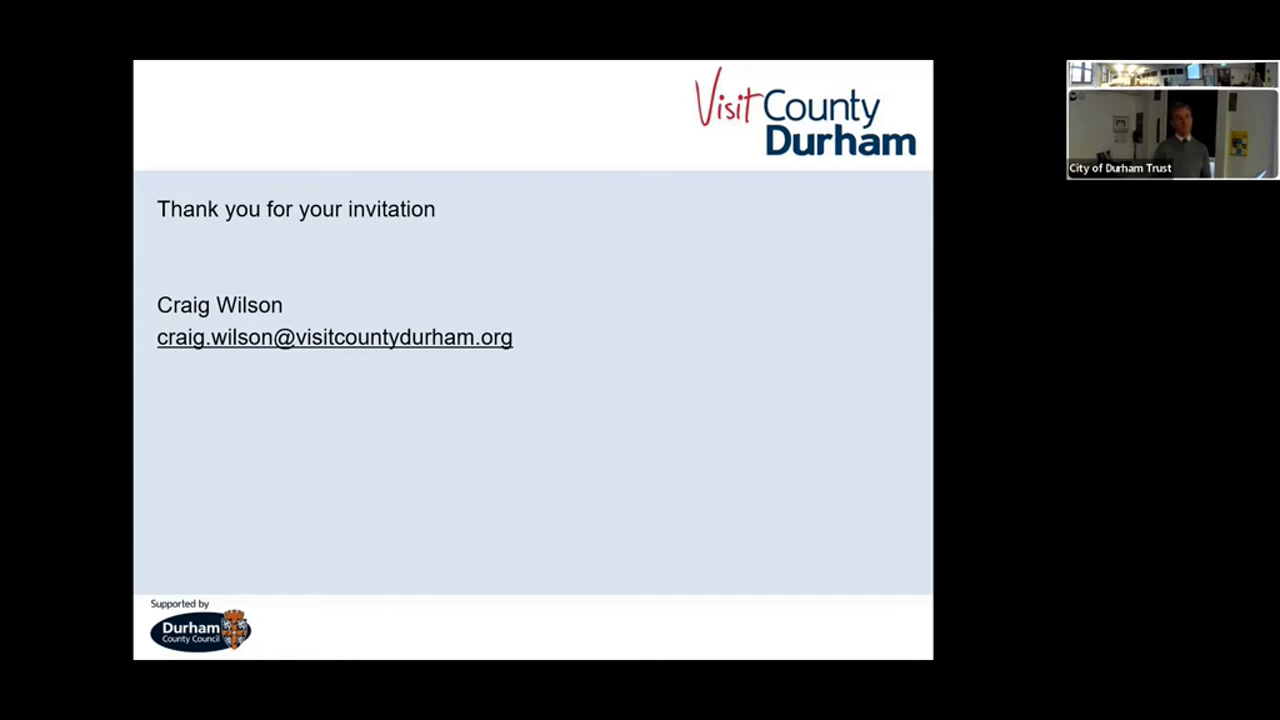 Visit County
Durham
City of Durham Trust
Thank you for your invitation
Craig Wilson
craig.wilson@visitcountydurham.org
Supported by
Durham
County Council